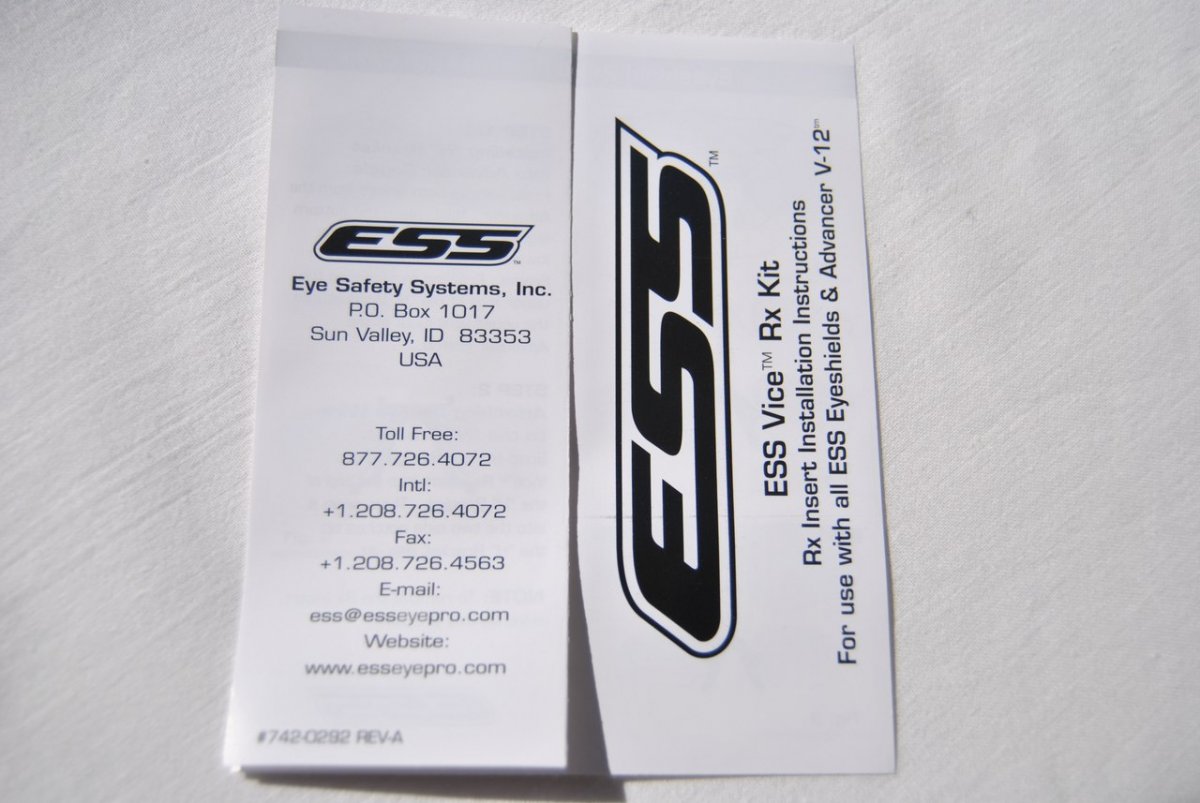 ESS™
Eye Safety Systems, Inc.
P.O. Box 1017
Sun Valley, ID 83353
USA
Toll Free:
877.726.4072
Intl:
+1.208.726.4072
Fax:
+1.208.726.4563
E-mail:
ess@esseyepro.com
Website:
www.esseyepro.com
#742-0292 REV-A
ESS™
ESS Vice™ Rx Kit
Rx Insert Installation Instructions
For use with all ESS Eyeshields & Advancer V-12™